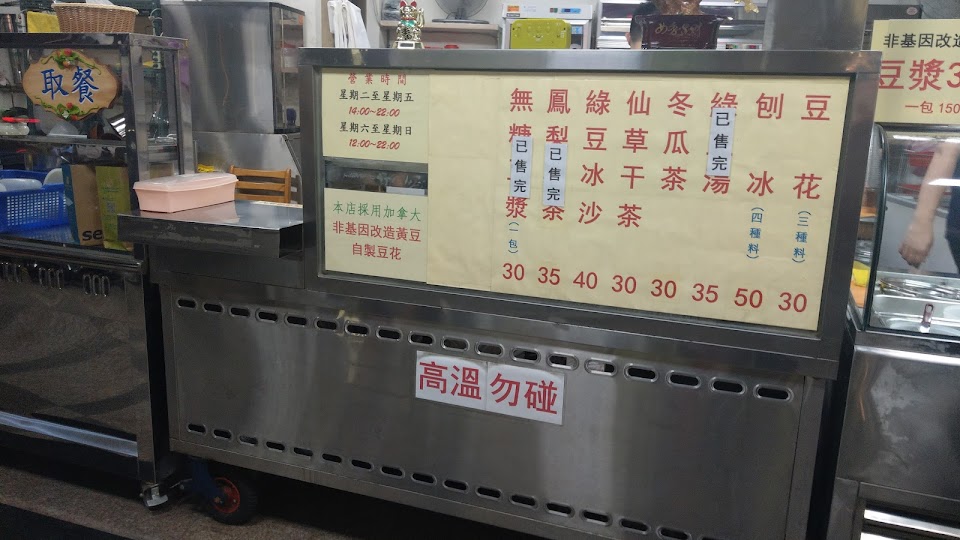 取餐
營業時間
星期二至星期五
14:00~22:00
星期六至星期日
12:00~22:00
本店採用加拿大
非基因改造黃豆
自製豆花
豆花
(三種料)
30
刨冰
(四種料)
50
綠
已售完
湯
35
冬瓜茶
30
仙草干茶
30
綠豆冰沙
40
鳳梨
已售完
茶
35
無糖
已售完
漿
(一包)
30
非基因改造
豆漿3
一包 150
高溫勿碰